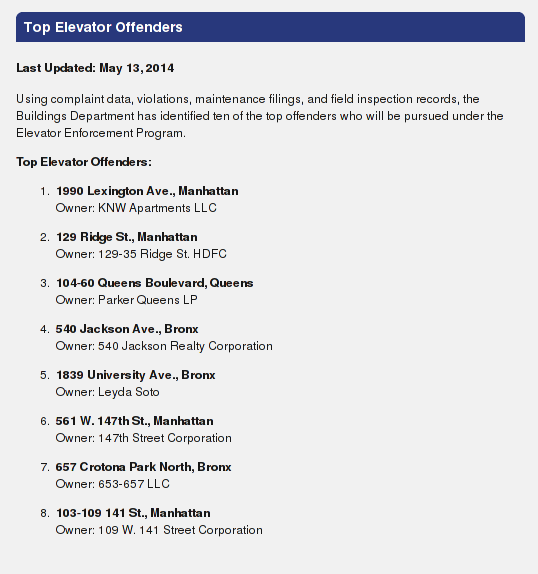 Top Elevator Offenders
Last Updated: May 13, 2014
Using complaint data, violations, maintenance filings, and field inspection records, the
Buildings Department has identified ten of the top offenders who will be pursued under the
Elevator Enforcement Program.
Top Elevator Offenders:
1. 1990 Lexington Ave., Manhattan
Owner: KNW Apartments LLC
2. 129 Ridge St., Manhattan
Owner: 129-35 Ridge St. HDFC
3. 104-60 Queens Boulevard, Queens
Owner: Parker Queens LP
4. 540 Jackson Ave., Bronx
Owner: 540 Jackson Realty Corporation
5. 1839 University Ave., Bronx
Owner: Leyda Soto
6. 561 W. 147th St., Manhattan
Owner: 147th Street Corporation
7. 657 Crotona Park North, Bronx
Owner: 653-657 LLC
8. 103-109 141 St., Manhattan
Owner: 109 W. 141 Street Corporation